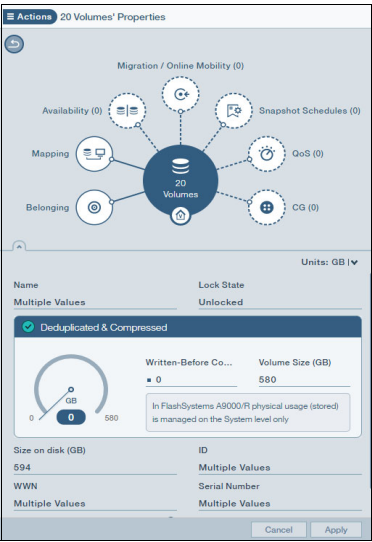 Actions 20 Volumes' Properties
Migration / Online Mobility (0)
Availability (0)
Snapshot Schedules (0)
Mapping
QoS (0)
20
Volumes
Belonging
CG (0)
Units: GB |
Name
Lock State
Multiple Values
Unlocked
Deduplicated & Compressed
Written-Before Co...
Volume Size (GB)
0
580
GB
0
0
580
In FlashSystems A9000/R physical usage (stored)
is managed on the System level only
Size on disk (GB)
ID
594
Multiple Values
WWN
Serial Number
Multiple Values
Multiple Values
Cancel
Apply